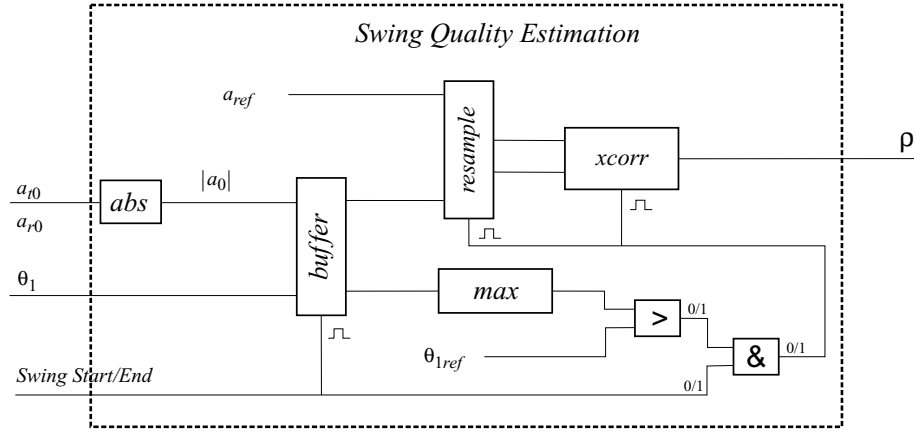 Swing Quality Estimation
a_ref
resample
xcorr
ρ
|a_0|
a_t0
a_r0
abs
buffer
θ_1
max
>
0/1
θ_1ref
&
0/1
Swing Start/End
0/1